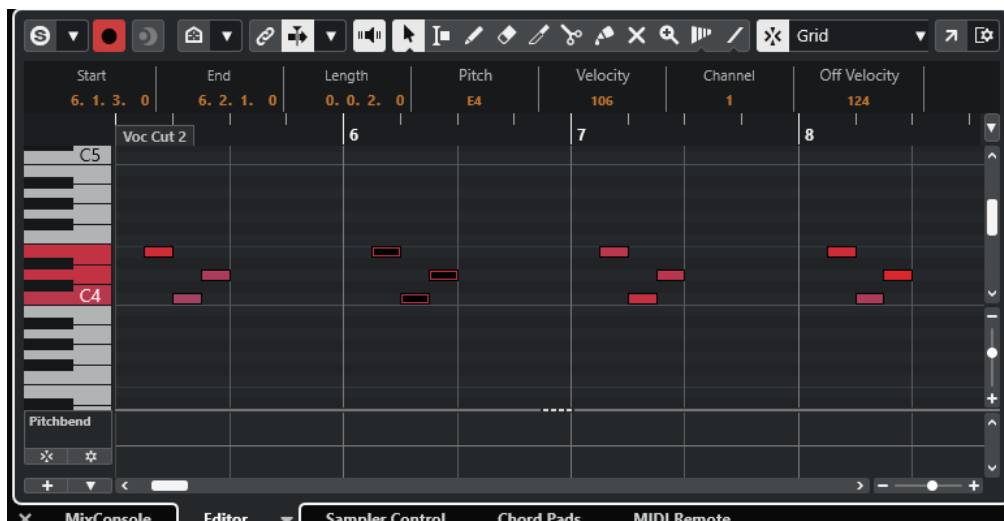 S Grid
Start End Length Pitch Velocity Channel Off Velocity
6. 1. 3. 0 6. 2. 1. 0 0. 0. 2. 0 E4 106 1 124
Voc Cut 2 6 7 8
C5
C4
Pitchbend
MixConsole Editor Sampler Control Chord Pads MIDI Remote